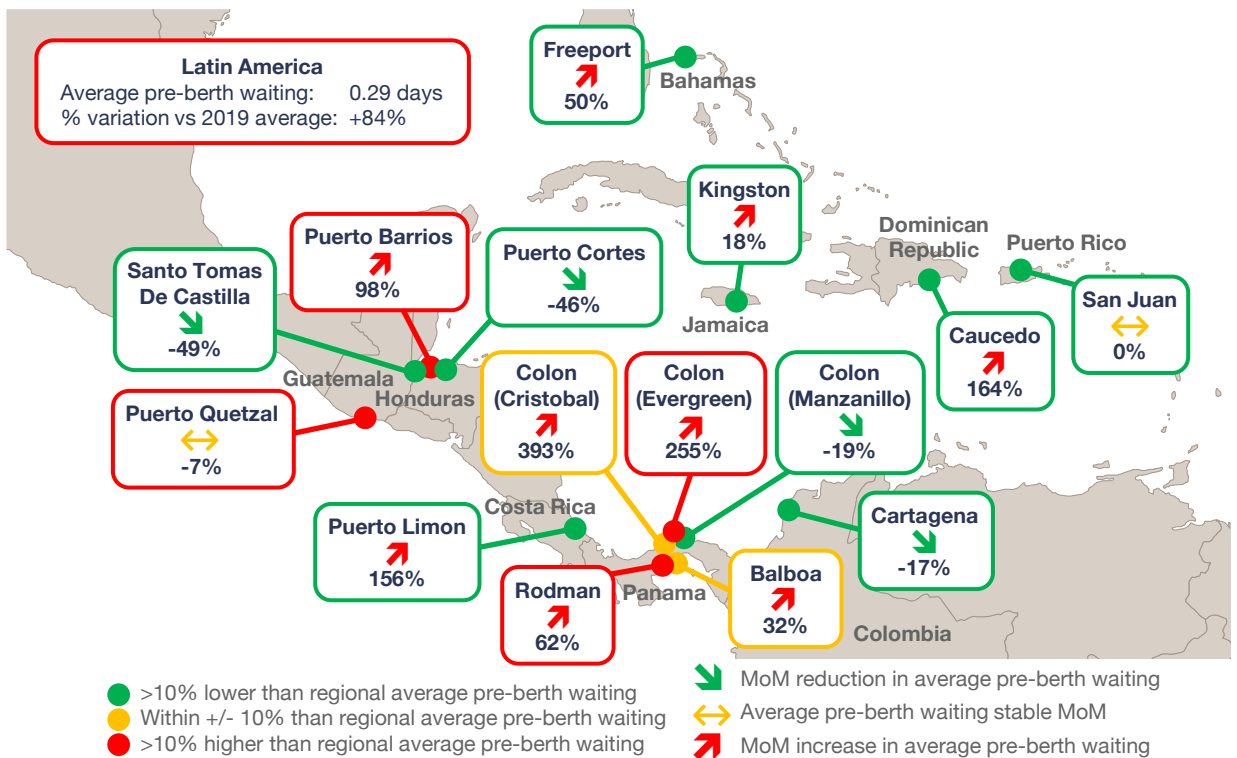 Latin America
Average pre-berth waiting: 0.29 days
% variation vs 2019 average: +84%
Freeport
50%
Bahamas
Kingston
18%
Jamaica
Dominican
Republic
Puerto Rico
San Juan
0%
Caucedo
164%
Puerto Barrios
98%
Puerto Cortes
-46%
Santo Tomas
De Castilla
-49%
Guatemala
Honduras
Puerto Quetzal
-7%
Colon
(Cristobal)
393%
Colon
(Evergreen)
255%
Colon
(Manzanillo)
-19%
Costa Rica
Puerto Limon
156%
Cartagena
-17%
Rodman
62%
Panama
Balboa
32%
Colombia
>10% lower than regional average pre-berth waiting
Within +/- 10% than regional average pre-berth waiting
>10% higher than regional average pre-berth waiting
MoM reduction in average pre-berth waiting
Average pre-berth waiting stable MoM
MoM increase in average pre-berth waiting